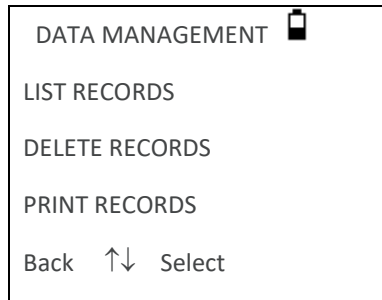 DATA MANAGEMENT
LIST RECORDS
DELETE RECORDS
PRINT RECORDS
Back ↑↓ Select